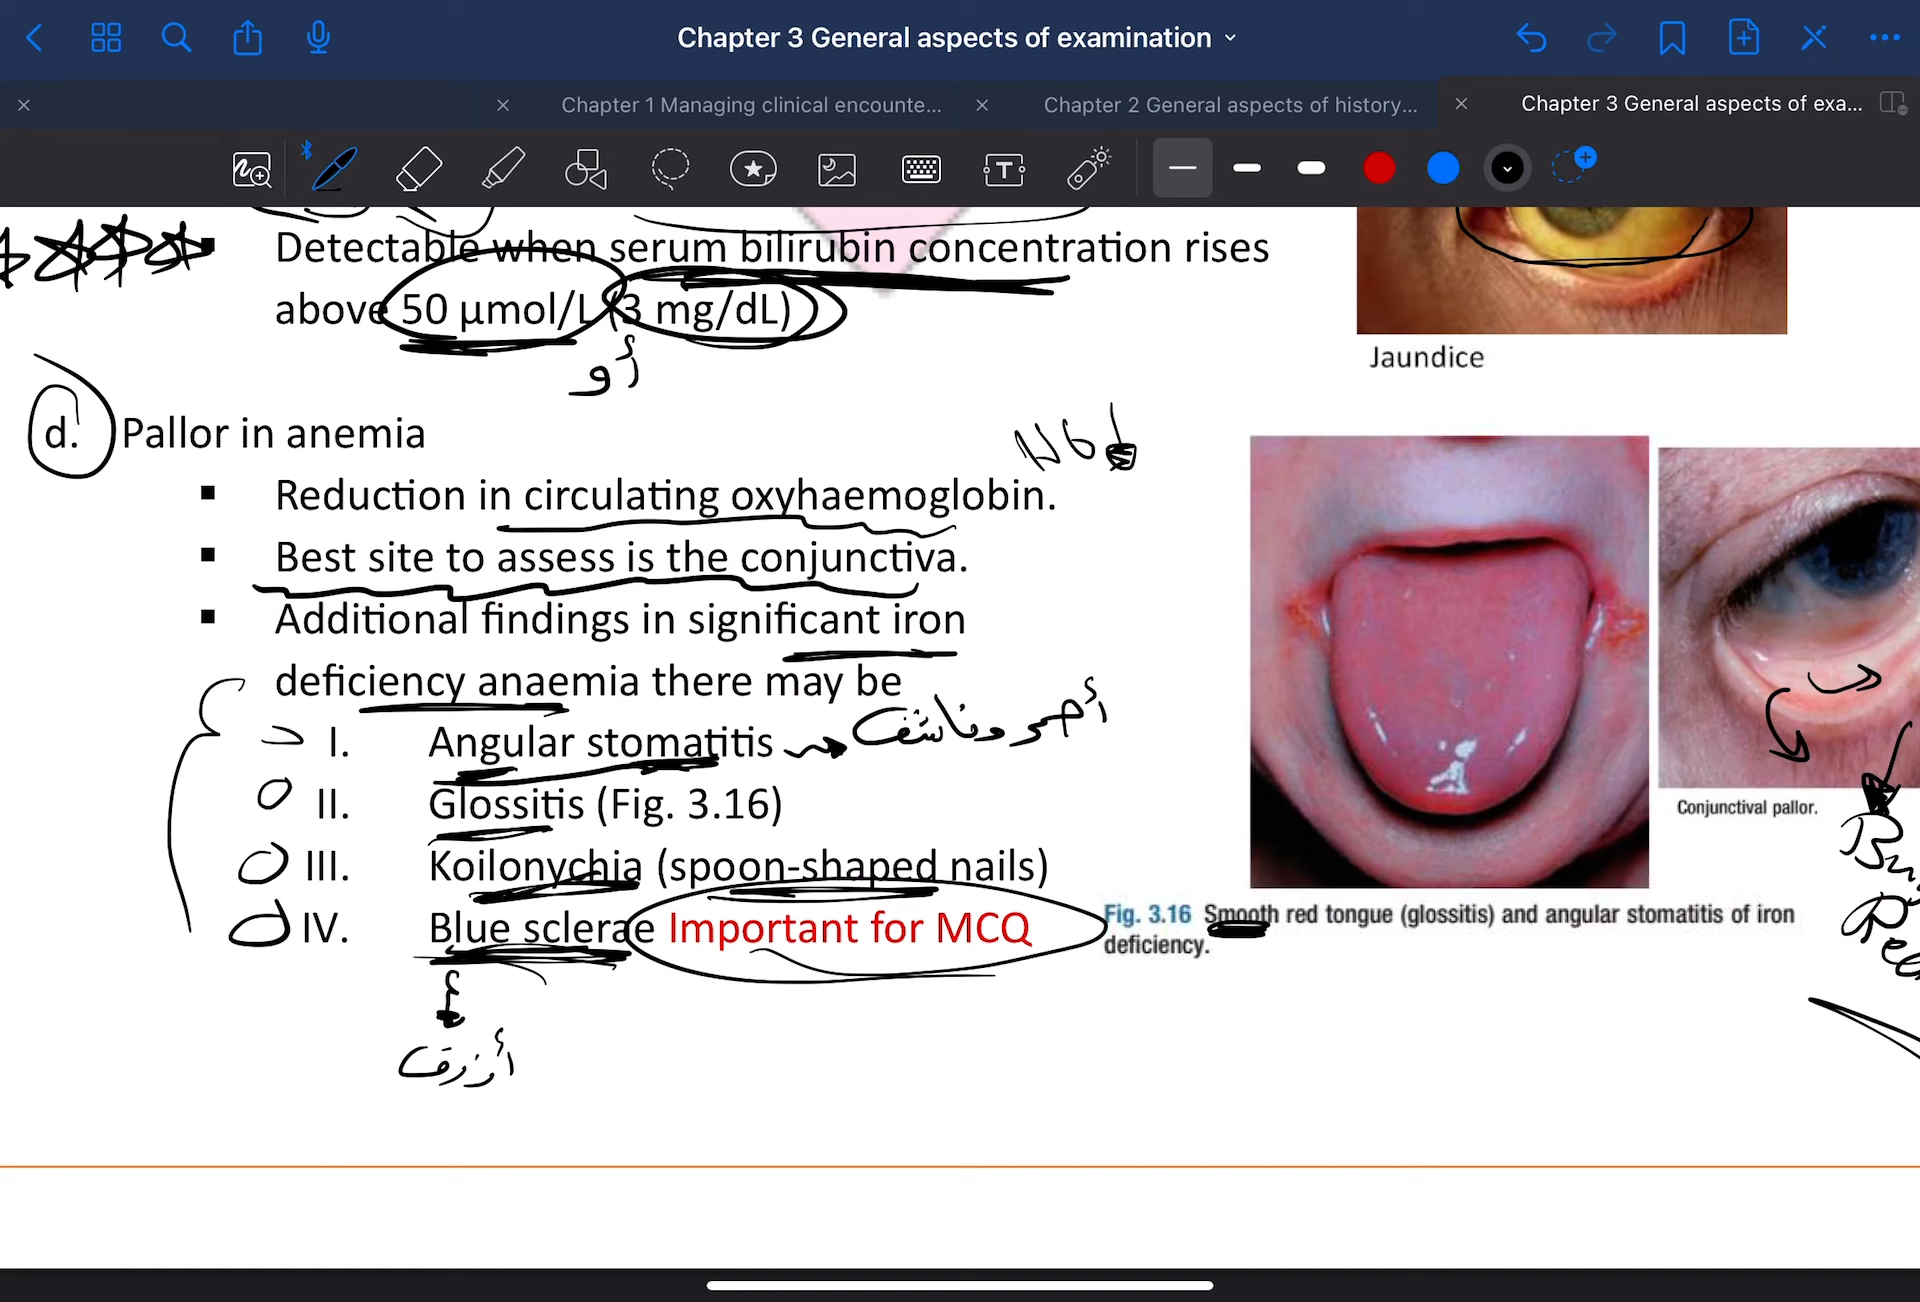 Chapter 3 General aspects of examination
Chapter 1 Managing clinical encounte...
Chapter 2 General aspects of history...
Chapter 3 General aspects of exa...
Detectable when serum bilirubin concentration rises
above 50 µmol/L (3 mg/dL)
أو
Jaundice
d. Pallor in anemia
▪ Reduction in circulating oxyhaemoglobin.
▪ Best site to assess is the conjunctiva.
▪ Additional findings in significant iron
deficiency anaemia there may be
I. Angular stomatitis
أحمر وناشف
II. Glossitis (Fig. 3.16)
III. Koilonychia (spoon-shaped nails)
IV. Blue sclerae Important for MCQ
أزرق
Conjunctival pallor.
Fig. 3.16 Smooth red tongue (glossitis) and angular stomatitis of iron
deficiency.